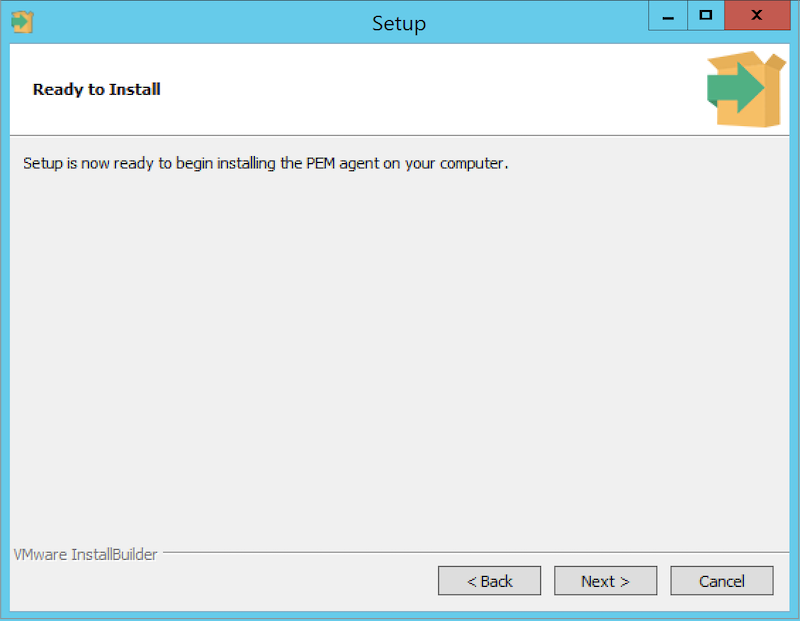 Setup
Ready to Install
Setup is now ready to begin installing the PEM agent on your computer.
VMware InstallBuilder
< Back
Next >
Cancel